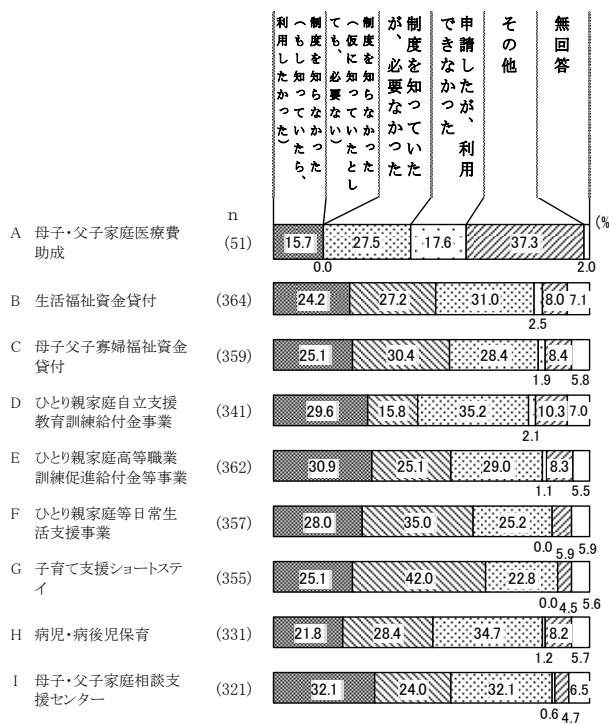 制度を知らなかった
（もし知っていたら、
利用したかった）
制度を知らなかった
（仮に知っていたとし
ても、必要ない）
制度を知っていた
が、必要なかった
申請したが、利用
できなかった
その他
無回答
n
(%
A 母子・父子家庭医療費
助成
(51)
15.7
27.5
17.6
37.3
0.0
2.0
B 生活福祉資金貸付
(364)
24.2
27.2
31.0
8.0
7.1
2.5
C 母子父子寡婦福祉資金
貸付
(359)
25.1
30.4
28.4
8.4
1.9
5.8
D ひとり親家庭自立支援
教育訓練給付金事業
(341)
29.6
15.8
35.2
10.3
7.0
2.1
E ひとり親家庭高等職業
訓練促進給付金等事業
(362)
30.9
25.1
29.0
8.3
1.1
5.5
F ひとり親家庭等日常生
活支援事業
(357)
28.0
35.0
25.2
0.0
5.9
5.9
G 子育て支援ショートステ
イ
(355)
25.1
42.0
22.8
0.0
4.5
5.6
H 病児・病後児保育
(331)
21.8
28.4
34.7
8.2
1.2
5.7
I 母子・父子家庭相談支
援センター
(321)
32.1
24.0
32.1
6.5
0.6
4.7